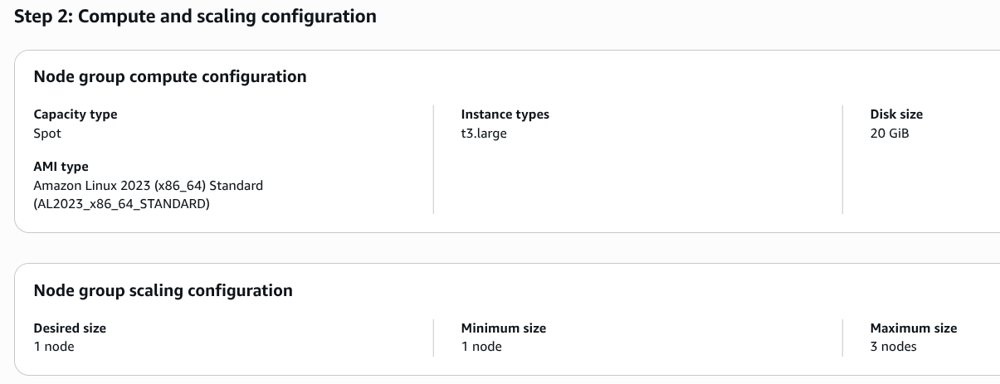 Step 2: Compute and scaling configuration
Node group compute configuration
Capacity type
Spot
Instance types
t3.large
Disk size
20 GiB
AMI type
Amazon Linux 2023 (x86_64) Standard
(AL2023_x86_64_STANDARD)
Node group scaling configuration
Desired size
1 node
Minimum size
1 node
Maximum size
3 nodes